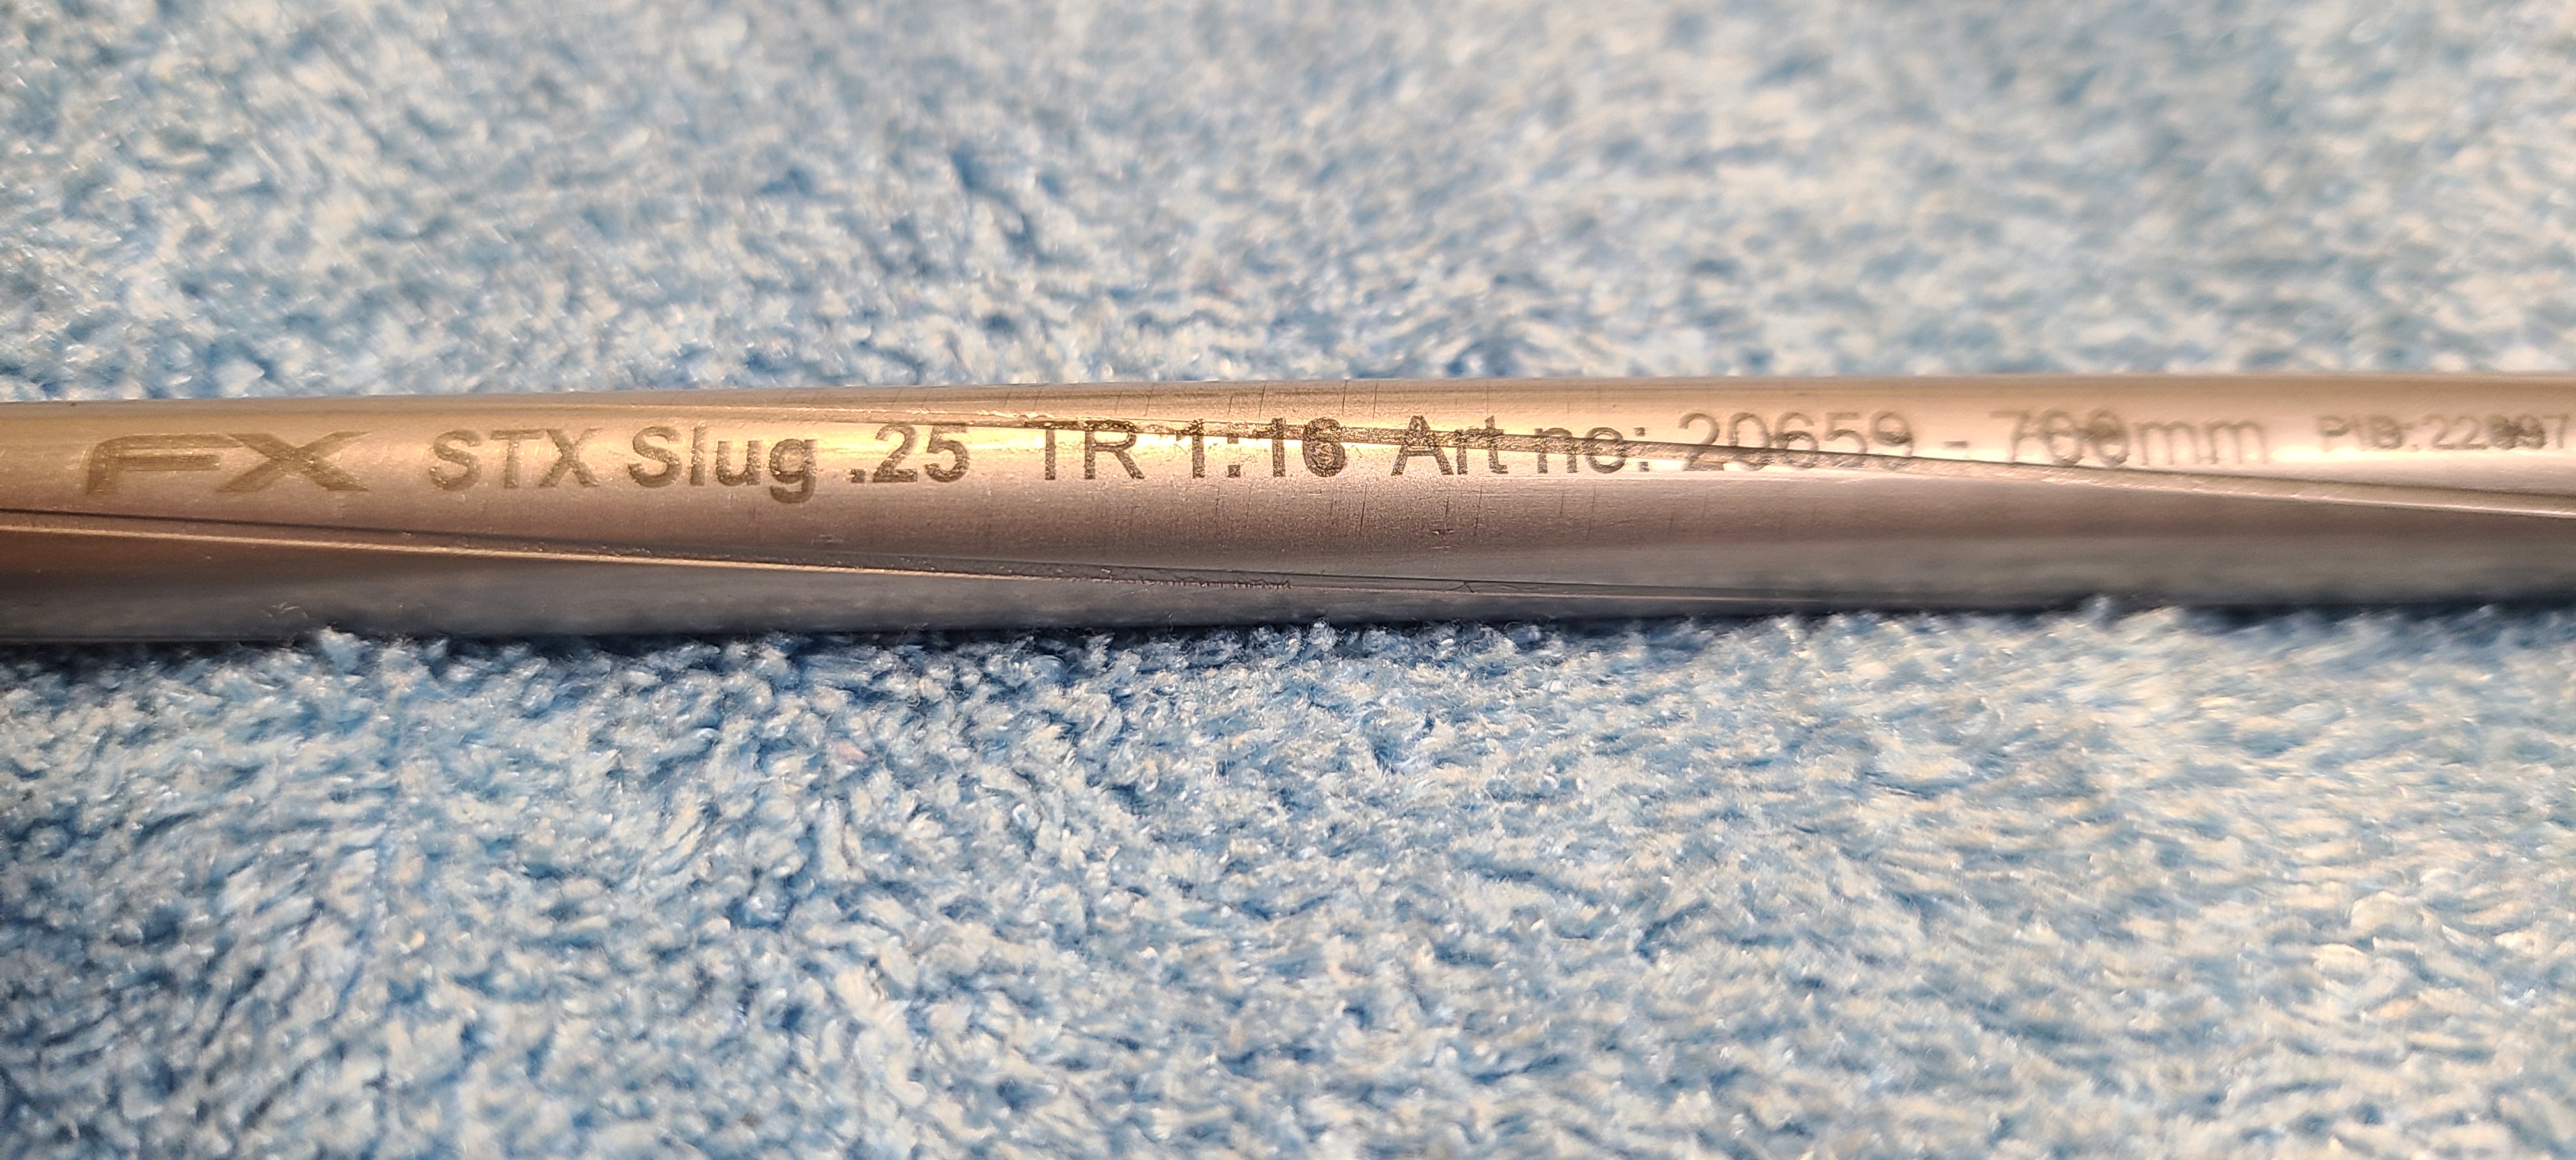 FX STX Slug .25 TR 1:16 Art no: 20659 - 700mm